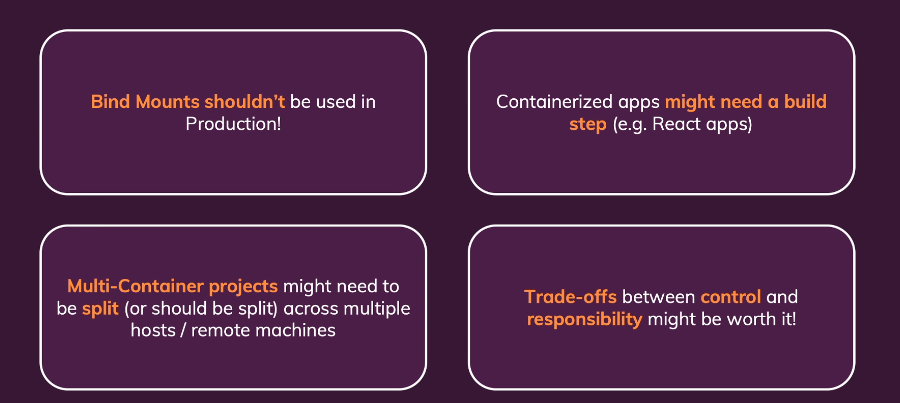 Bind Mounts shouldn't be used in
Production!
Containerized apps might need a build
step (e.g. React apps)
Multi-Container projects might need to
be split (or should be split) across multiple
hosts / remote machines
Trade-offs between control and
responsibility might be worth it!